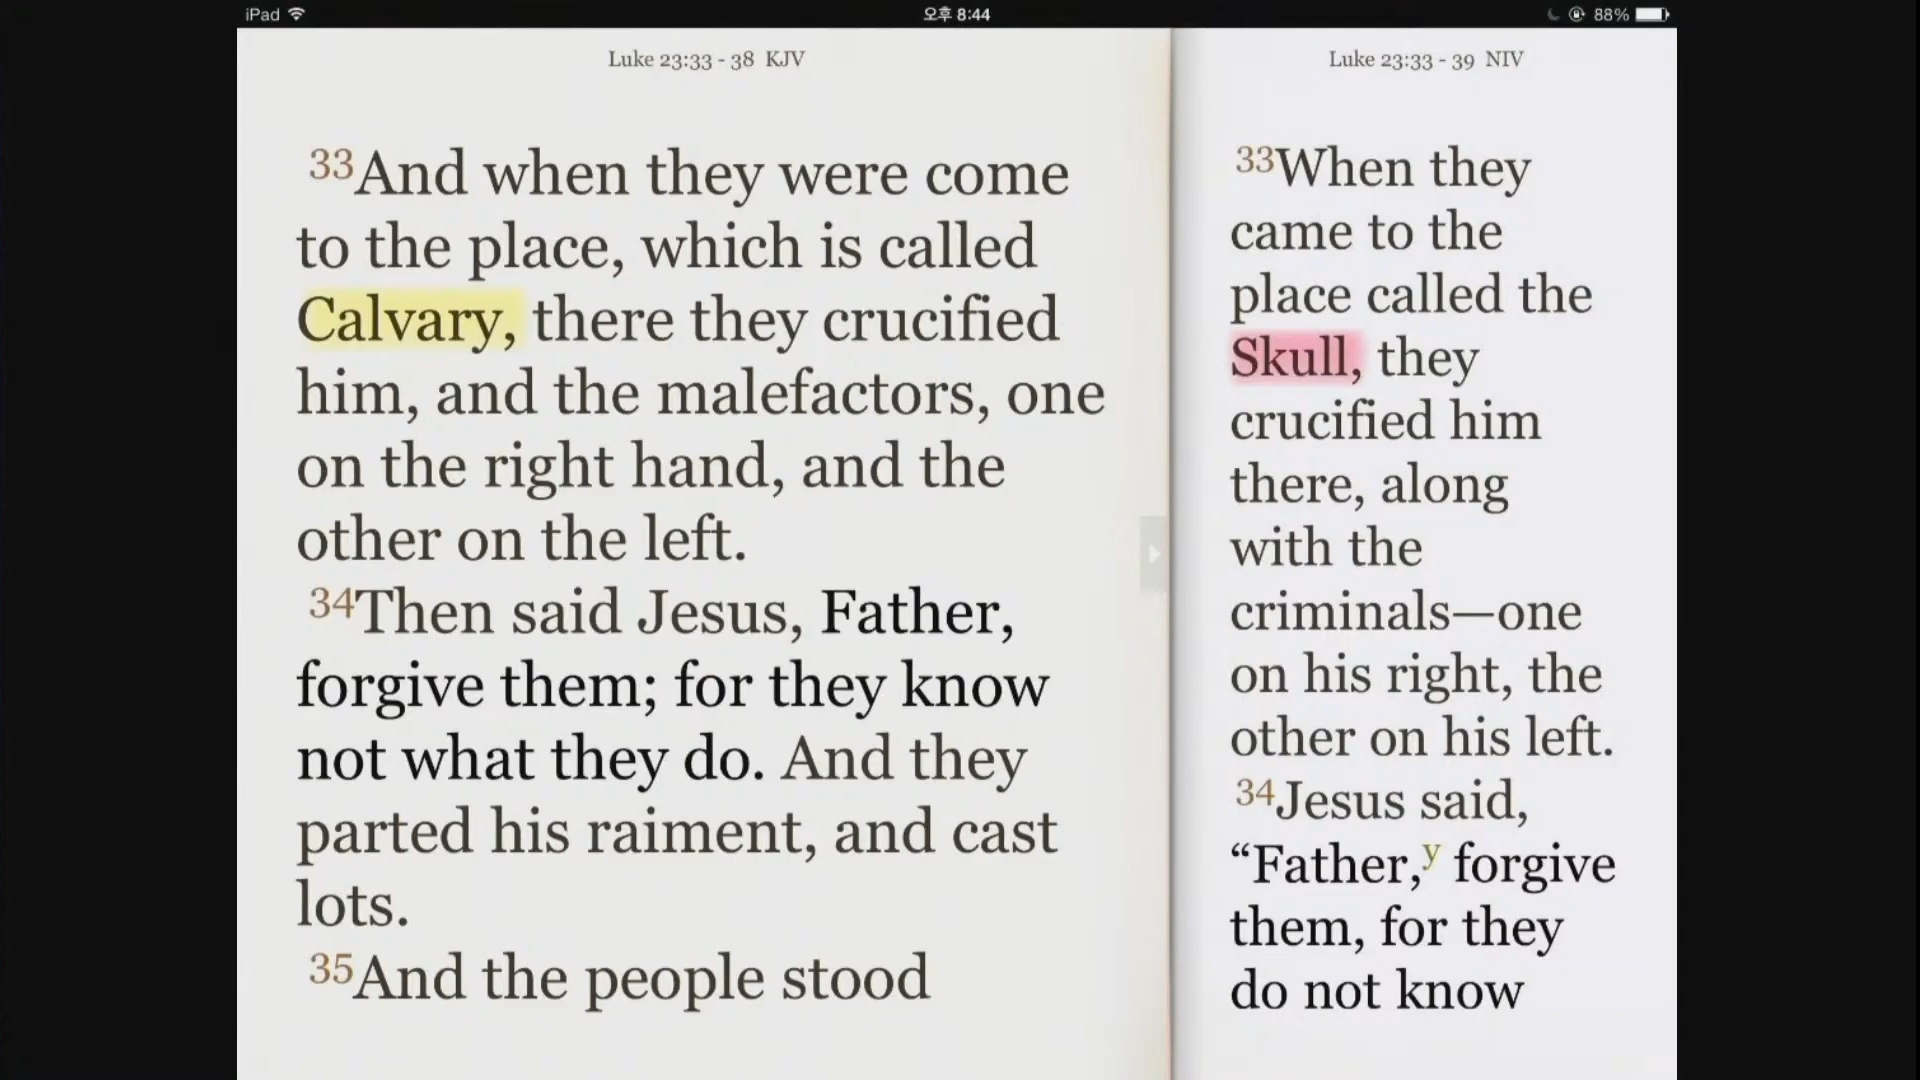 iPad
오후 8:44
88%
Luke 23:33 - 38 KJV
33And when they were come
to the place, which is called
Calvary, there they crucified
him, and the malefactors, one
on the right hand, and the
other on the left.
34Then said Jesus, Father,
forgive them; for they know
not what they do. And they
parted his raiment, and cast
lots.
35And the people stood
Luke 23:33 - 39 NIV
33When they
came to the
place called the
Skull, they
crucified him
there, along
with the
criminals—one
on his right, the
other on his left.
34Jesus said,
“Father,y forgive
them, for they
do not know